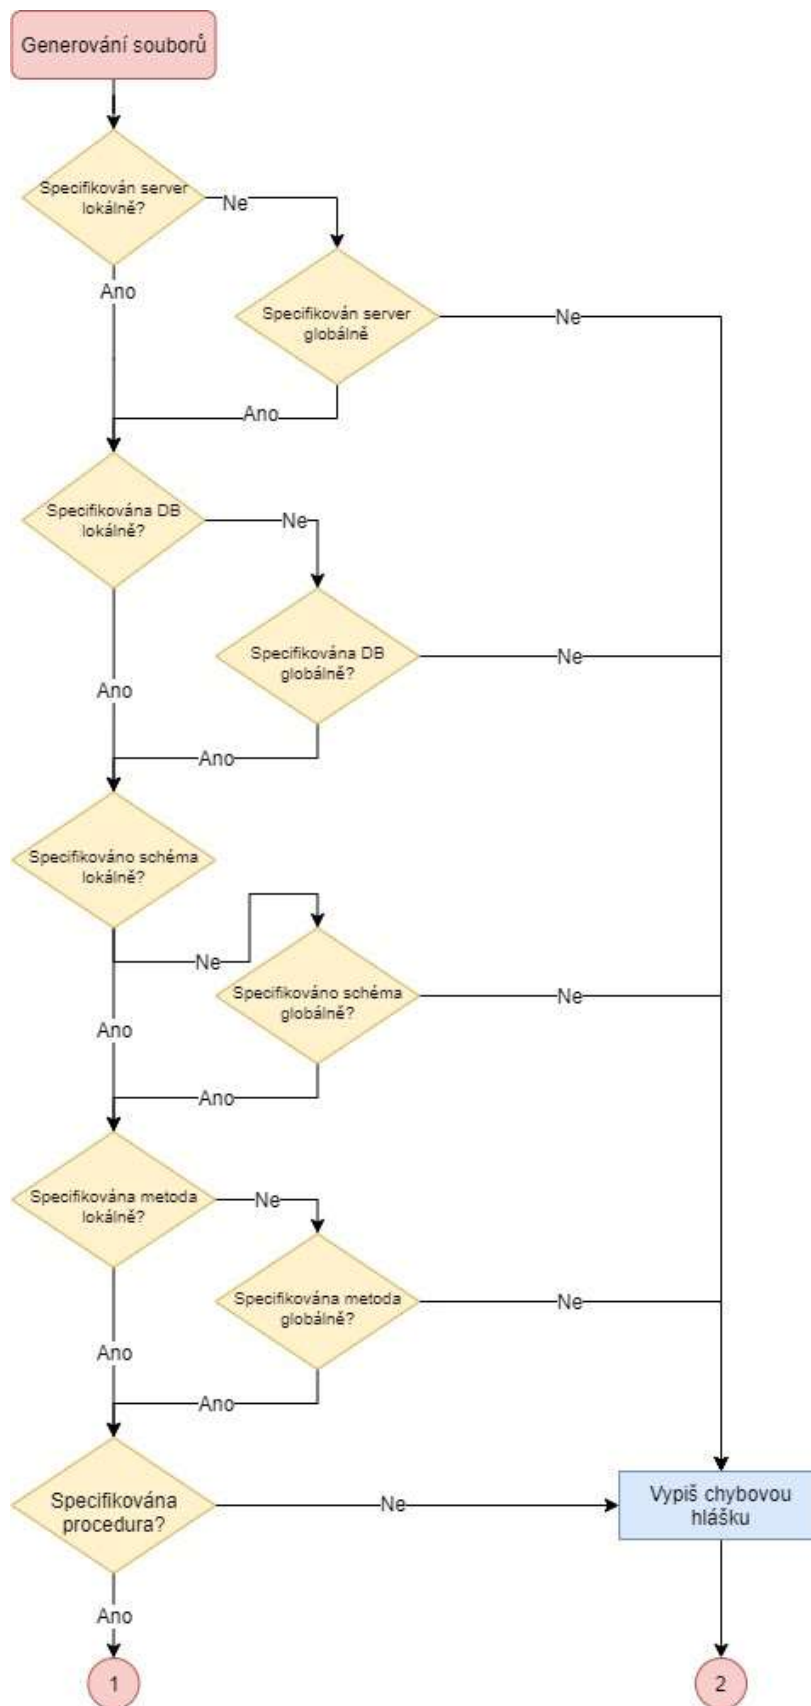 Generování souborů
Specifikován server
lokálně?
Ne
Ano
Specifikován server
globálně
Ne
Ano
Specifikována DB
lokálně?
Ne
Specifikována DB
globálně?
Ne
Ano
Ano
Specifikováno schéma
lokálně?
Ne
Specifikováno schéma
globálně?
Ne
Ano
Ano
Specifikována metoda
lokálně?
Ne
Specifikována metoda
globálně?
Ne
Ano
Ano
Specifikována
procedura?
Ne
Vypiš chybovou
hlášku
Ano
1
2